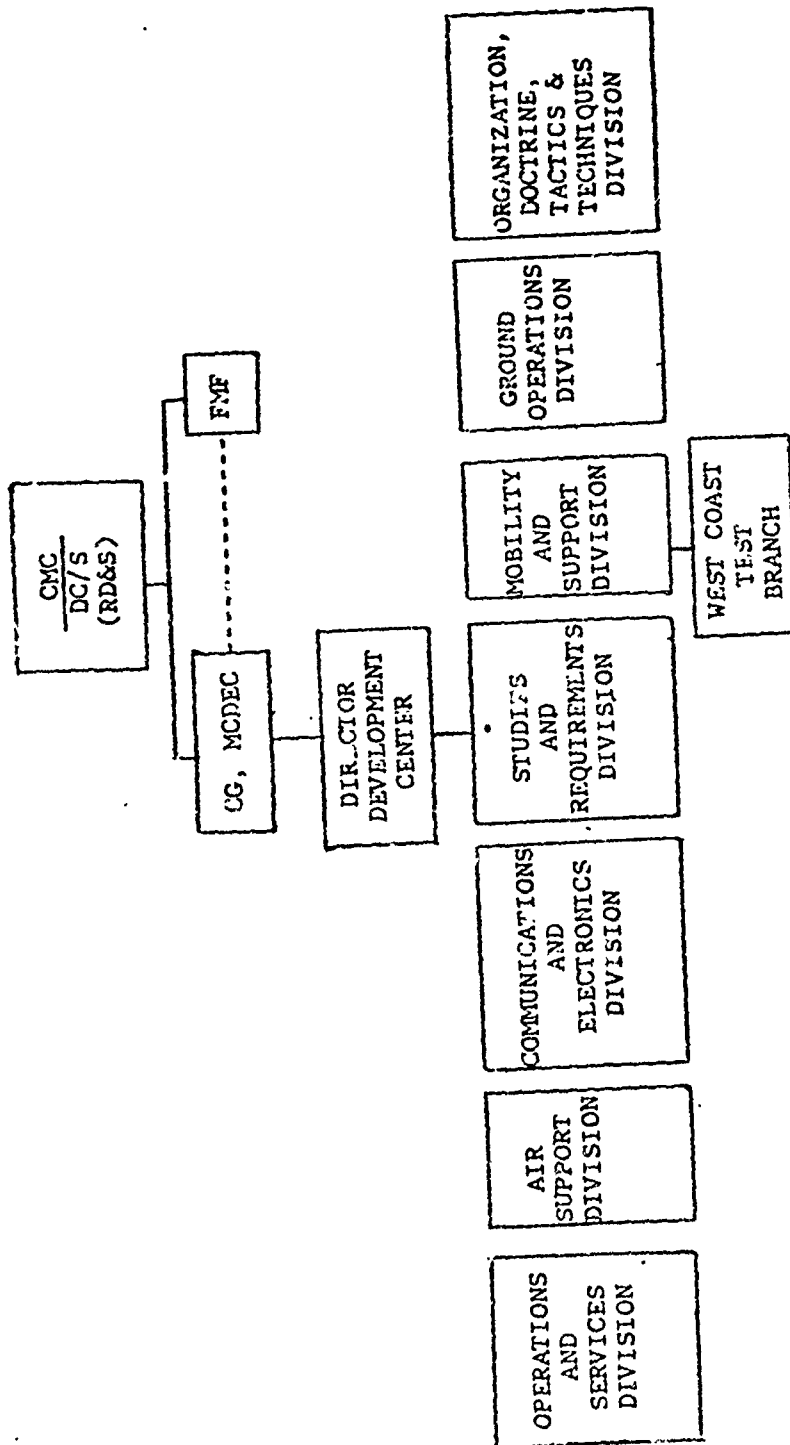 CMC
DC/S
(RD&S)
CG, MCDEC
FMF
DIRECTOR
DEVELOPMENT
CENTER
OPERATIONS
AND
SERVICES
DIVISION
AIR
SUPPORT
DIVISION
COMMUNICATIONS
AND
ELECTRONICS
DIVISION
STUDIES
AND
REQUIREMENTS
DIVISION
MOBILITY
AND
SUPPORT
DIVISION
GROUND
OPERATIONS
DIVISION
ORGANIZATION,
DOCTRINE,
TACTICS &
TECHNIQUES
DIVISION
WEST COAST
TEST
BRANCH